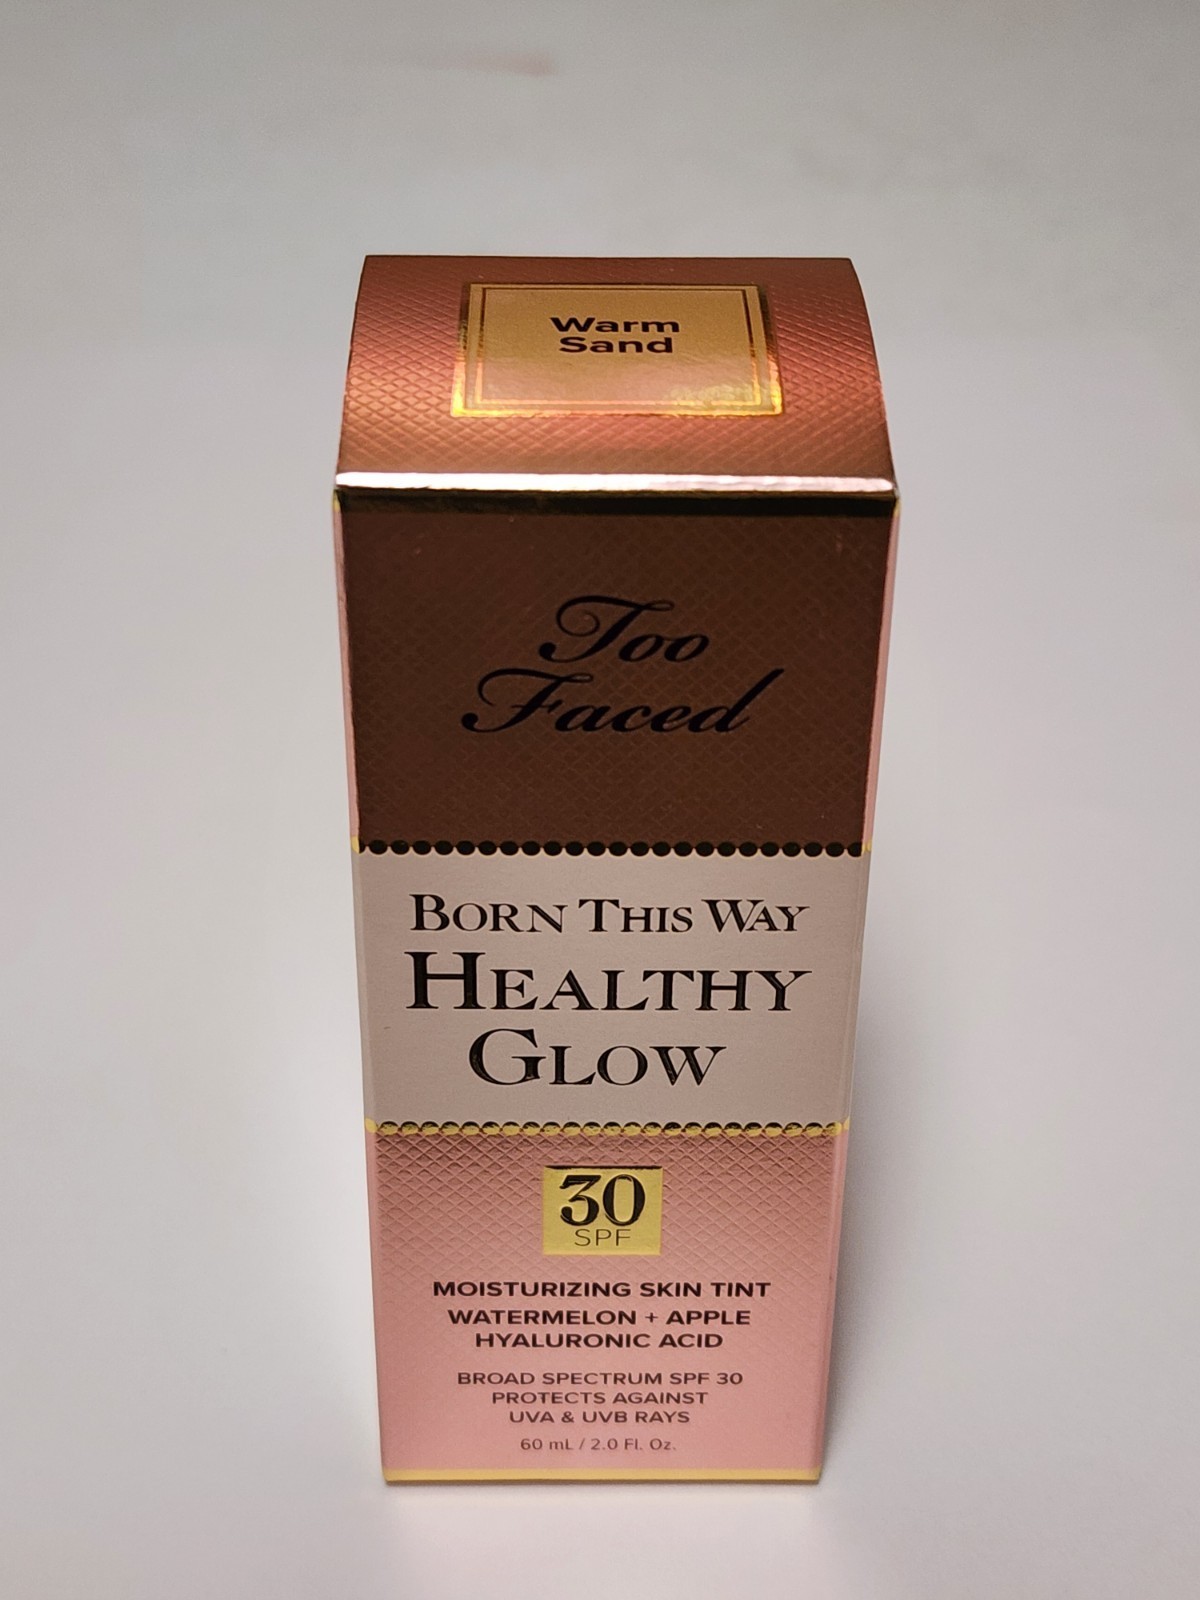 Warm
Sand
Too
Faced
BORN THIS WAY
HEALTHY
GLOW
30
SPF
MOISTURIZING SKIN TINT
WATERMELON + APPLE
HYALURONIC ACID
BROAD SPECTRUM SPF 30
PROTECTS AGAINST
UVA & UVB RAYS
60 mL / 2.0 Fl. Oz.